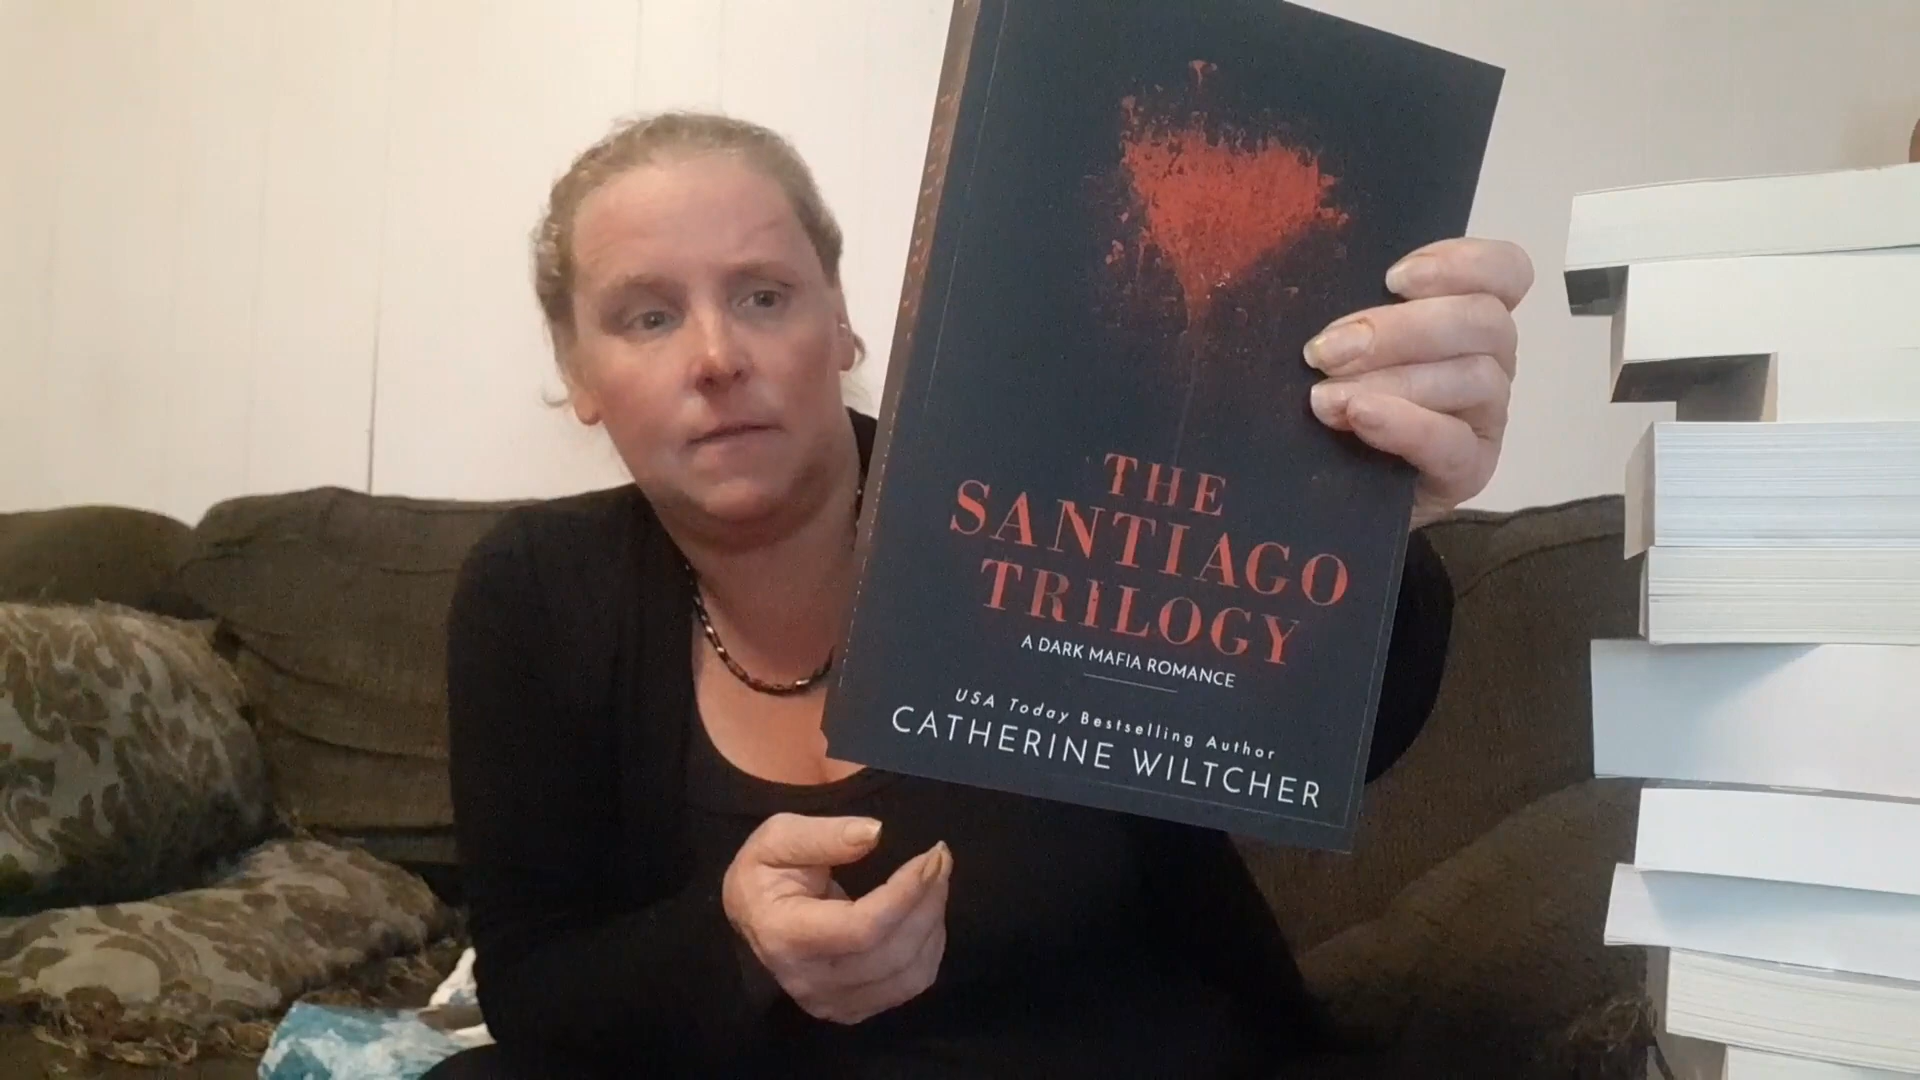 THE
SANTIAGO
TRILOGY
A DARK MAFIA ROMANCE
USA Today Bestselling Author
CATHERINE WILTCHER